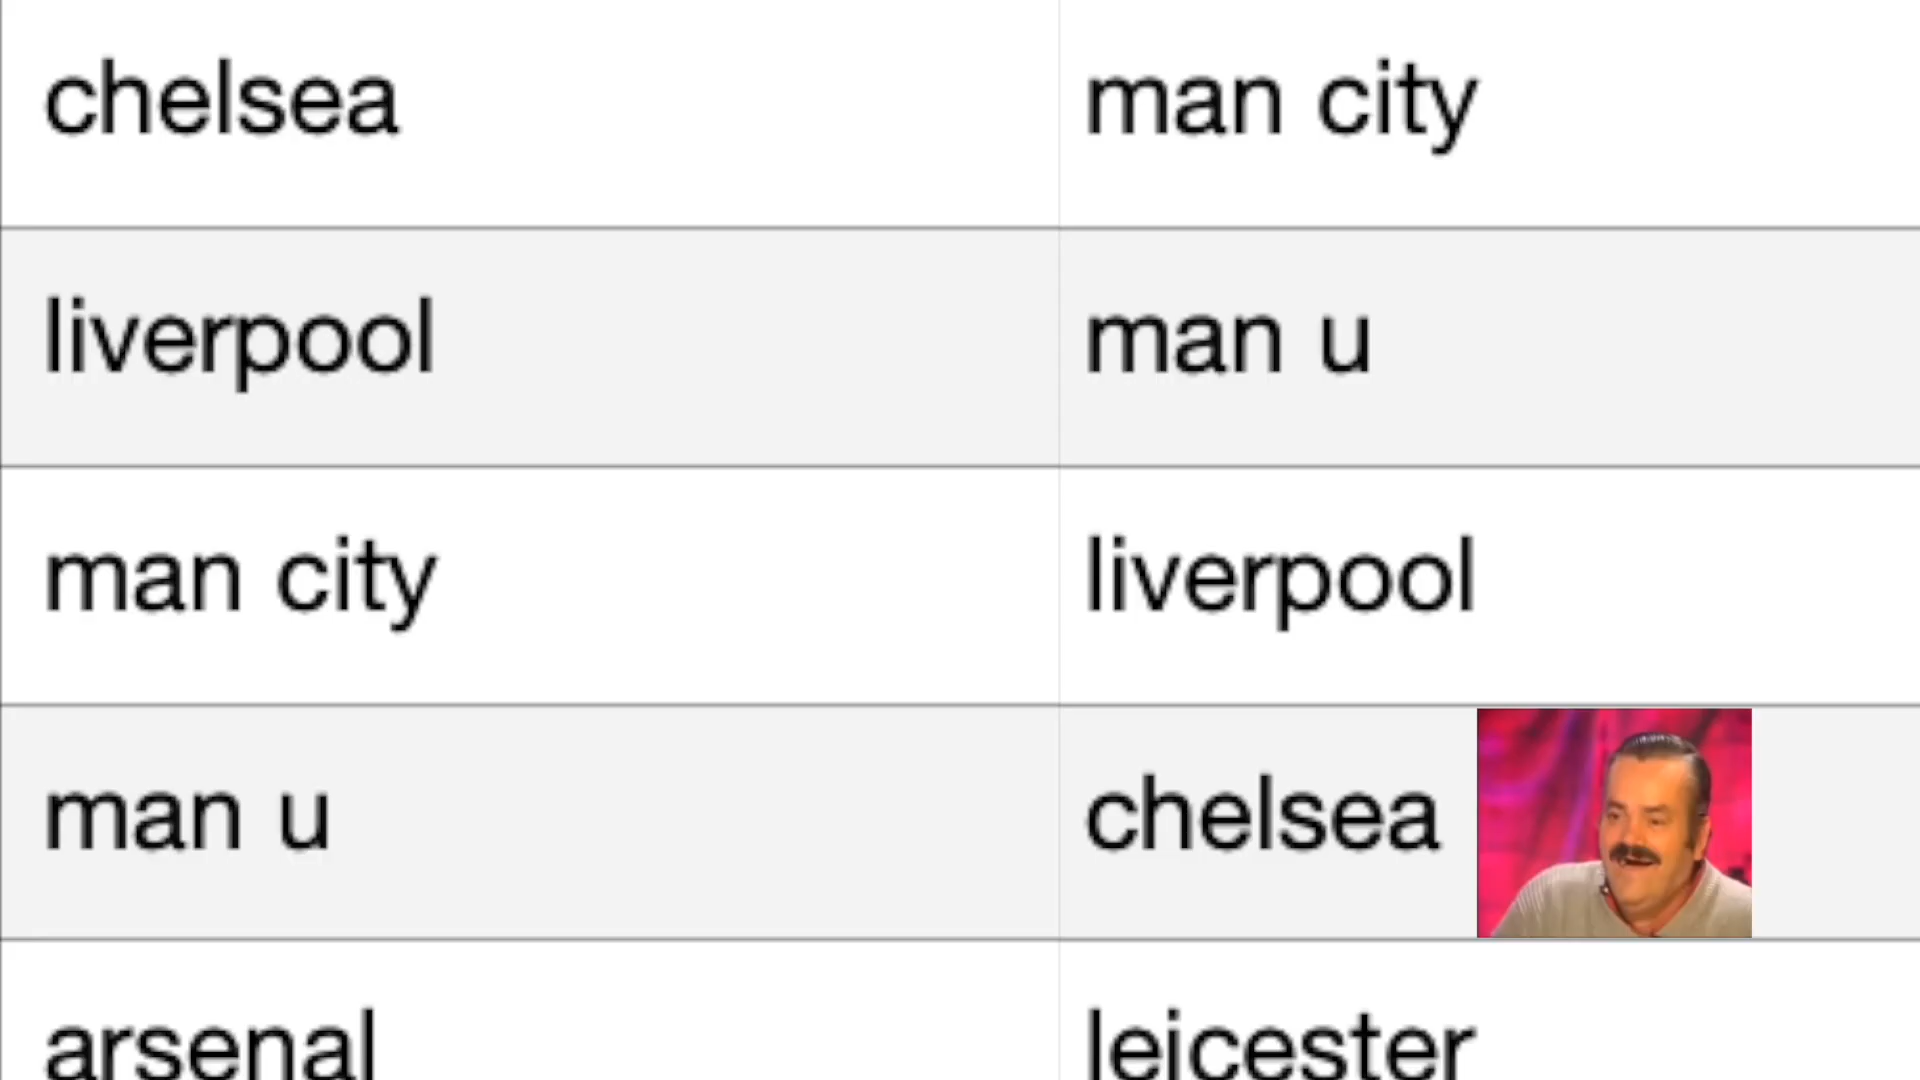 chelsea man city
liverpool man u
man city liverpool
man u chelsea
arsenal leicester